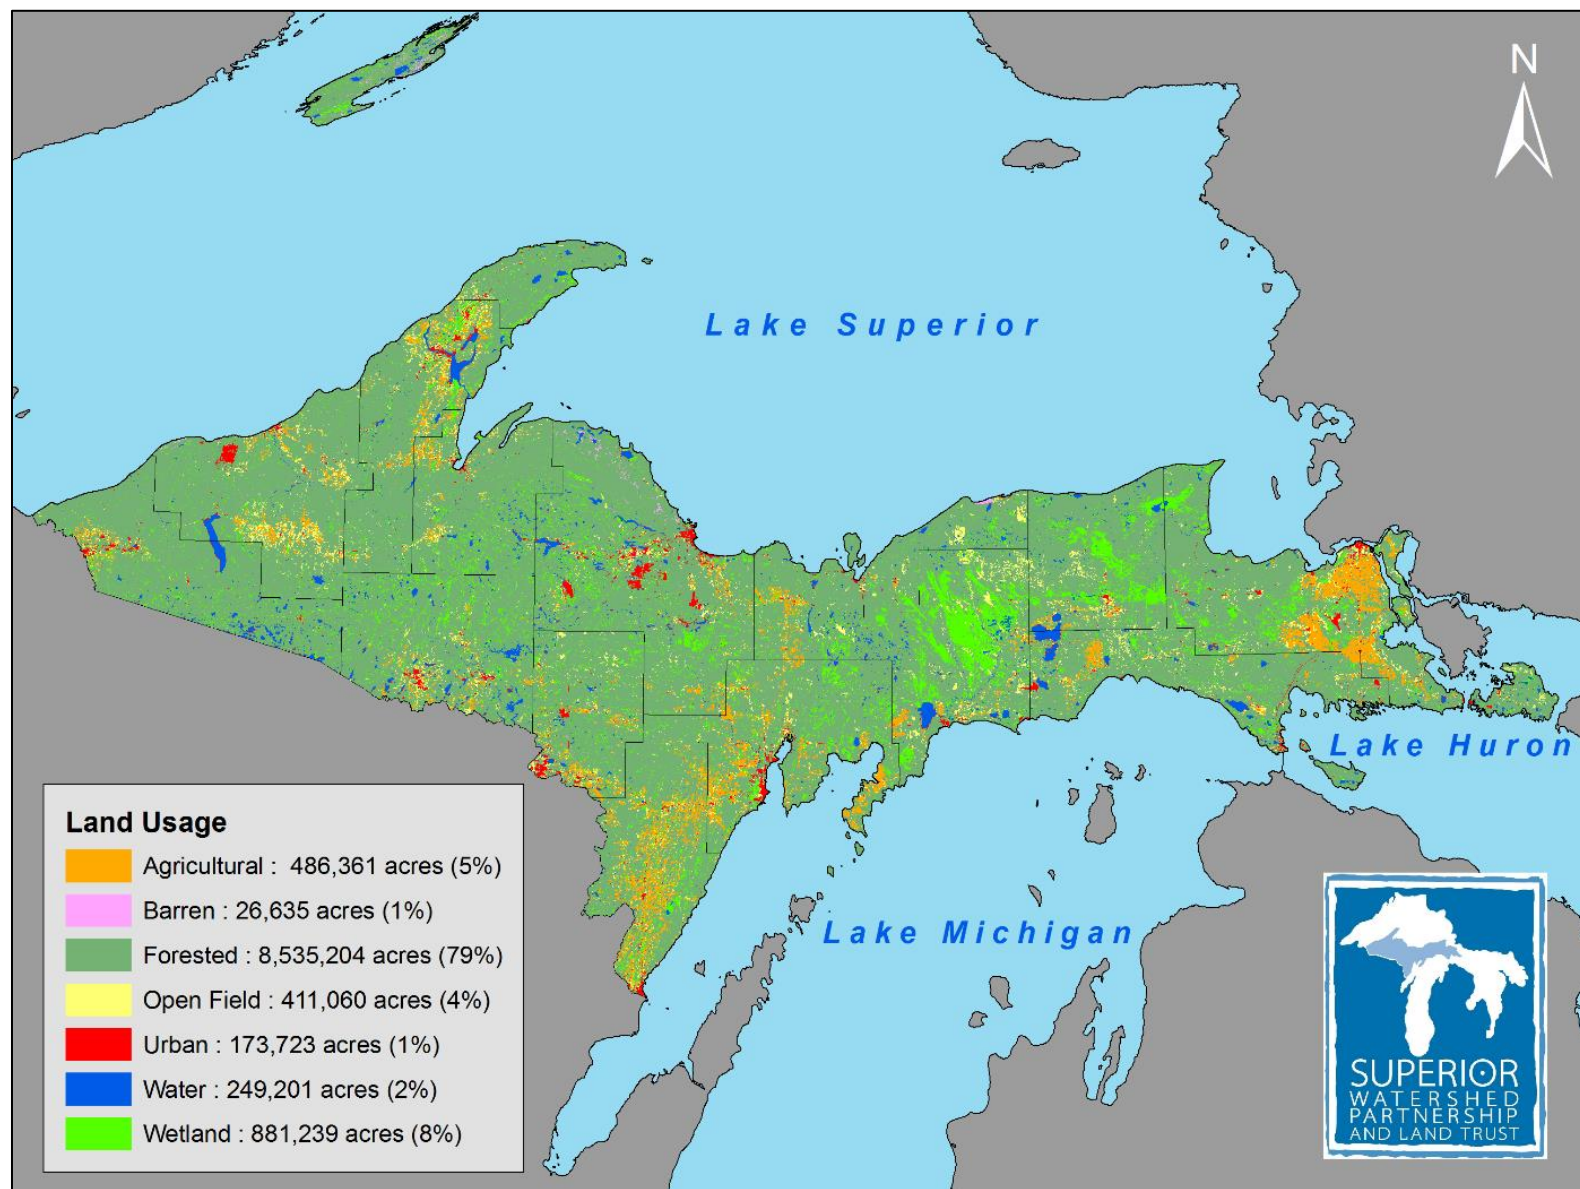 N
Lake Superior
Lake Huron
Lake Michigan
Land Usage
Agricultural :  486,361 acres (5%)
Barren : 26,635 acres (1%)
Forested : 8,535,204 acres (79%)
Open Field : 411,060 acres (4%)
Urban : 173,723 acres (1%)
Water : 249,201 acres (2%)
Wetland : 881,239 acres (8%)
SUPERIOR
WATERSHED
PARTNERSHIP
AND LAND TRUST